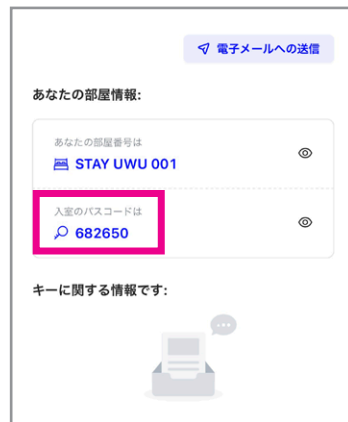 電子メールへの送信
あなたの部屋情報:
あなたの部屋番号は
STAY UWU 001
入室のパスコードは
682650
キーに関する情報です: